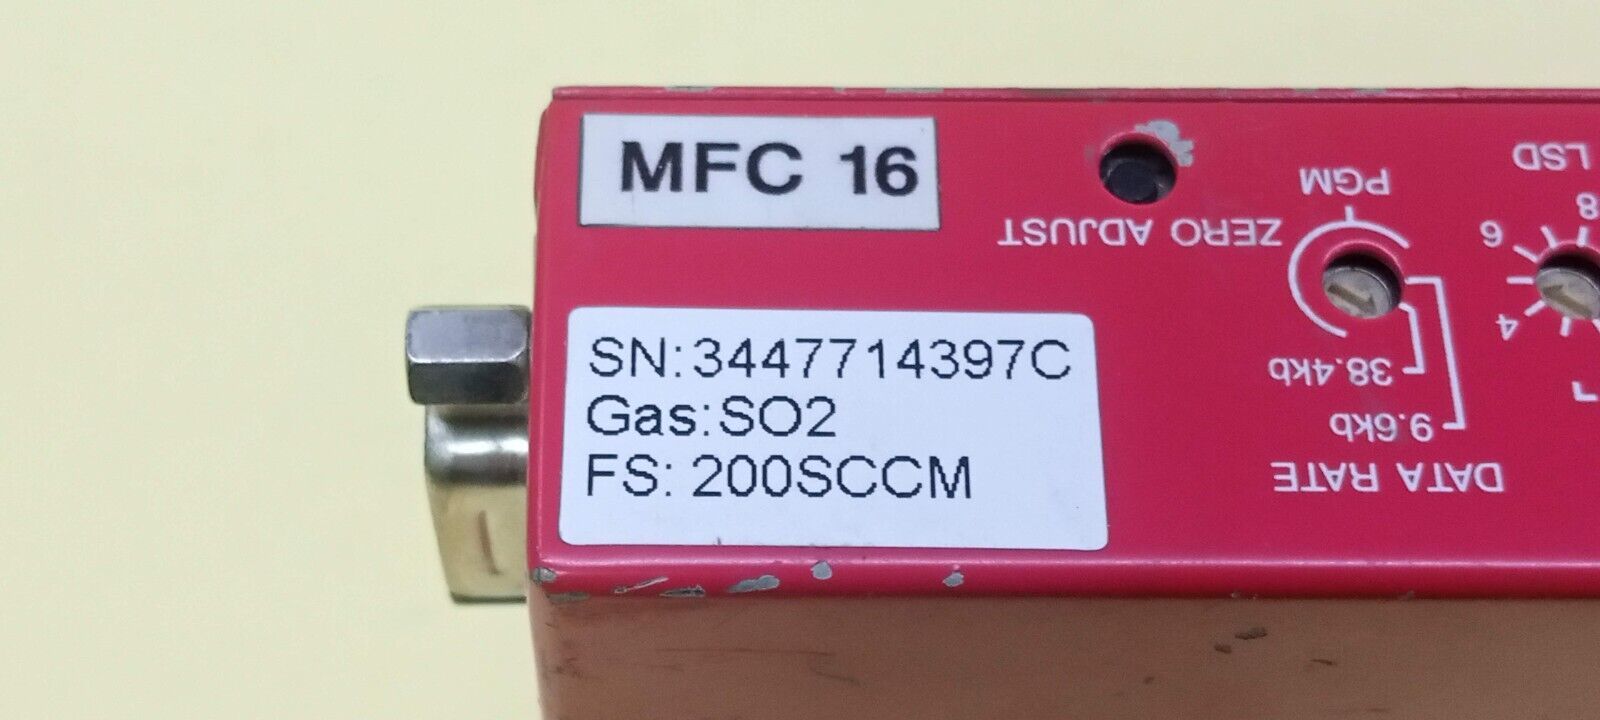 MFC 16
SN:3447714397C
Gas:SO2
FS: 200SCCM
ZERO ADJUST
PGM
38.4kb
9.6kb
DATA RATE
LSD
8
6
4